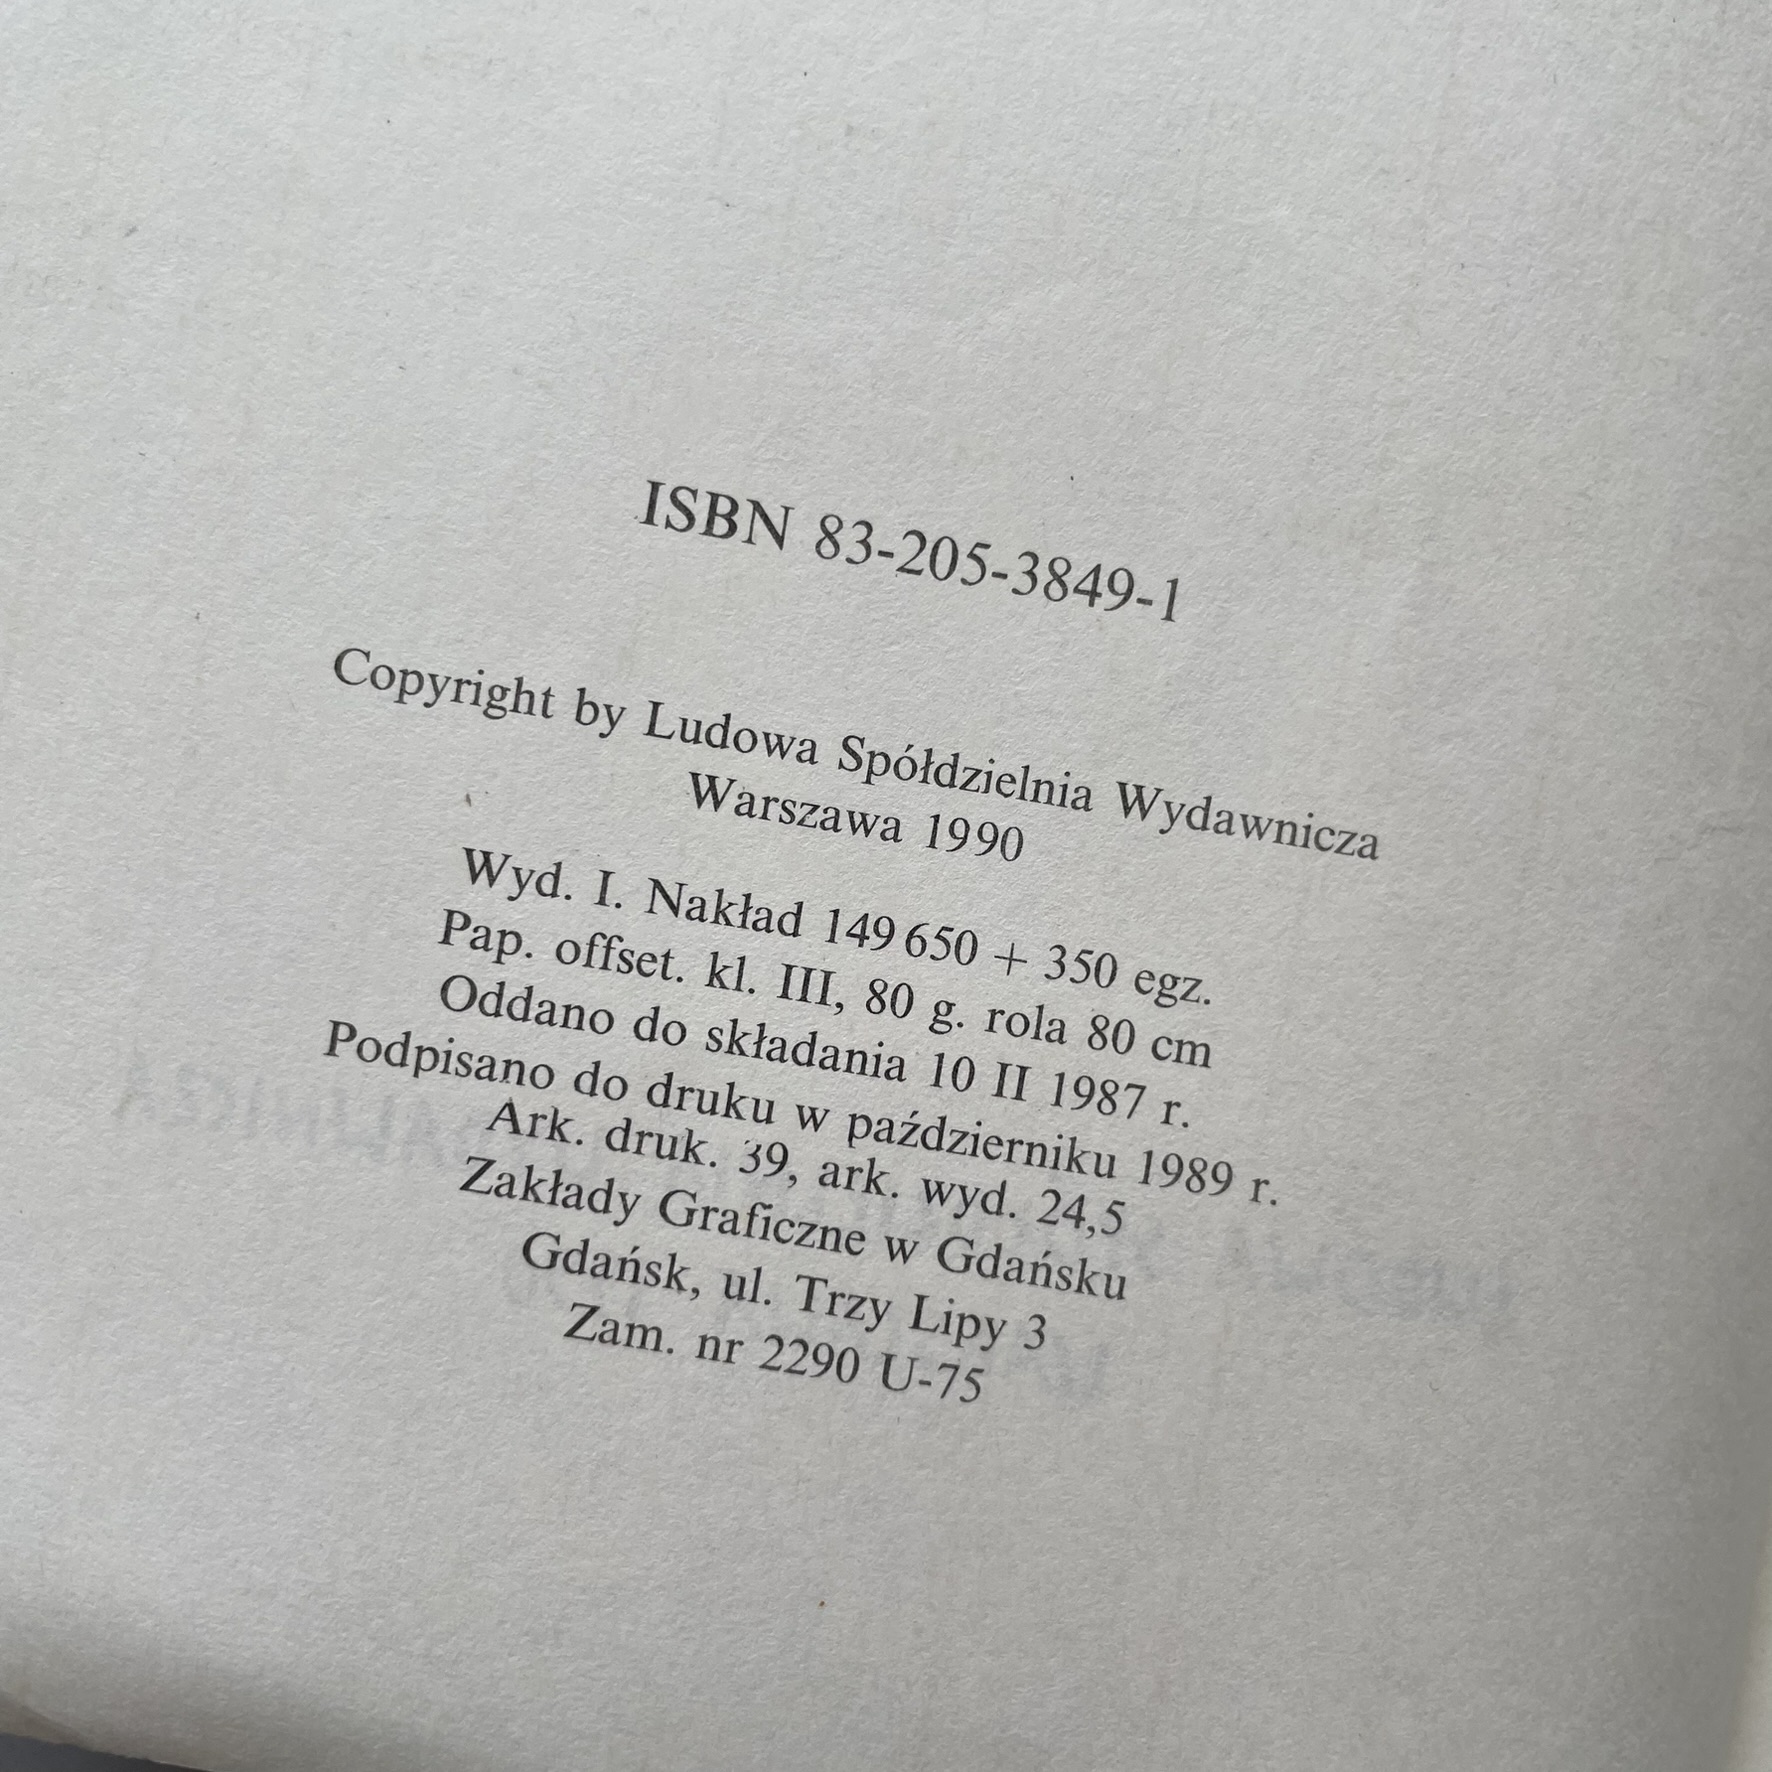 ISBN 83-205-3849-1
Copyright by Ludowa Spółdzielnia Wydawnicza
Warszawa 1990
Wyd. I. Nakład 149 650 + 350 egz.
Pap. offset. kl. III, 80 g. rola 80 cm
Oddano do składania 10 II 1987 r.
Podpisano do druku w październiku 1989 r.
Ark. druk. 39, ark. wyd. 24,5
Zakłady Graficzne w Gdańsku
Gdańsk, ul. Trzy Lipy 3
Zam. nr 2290 U-75